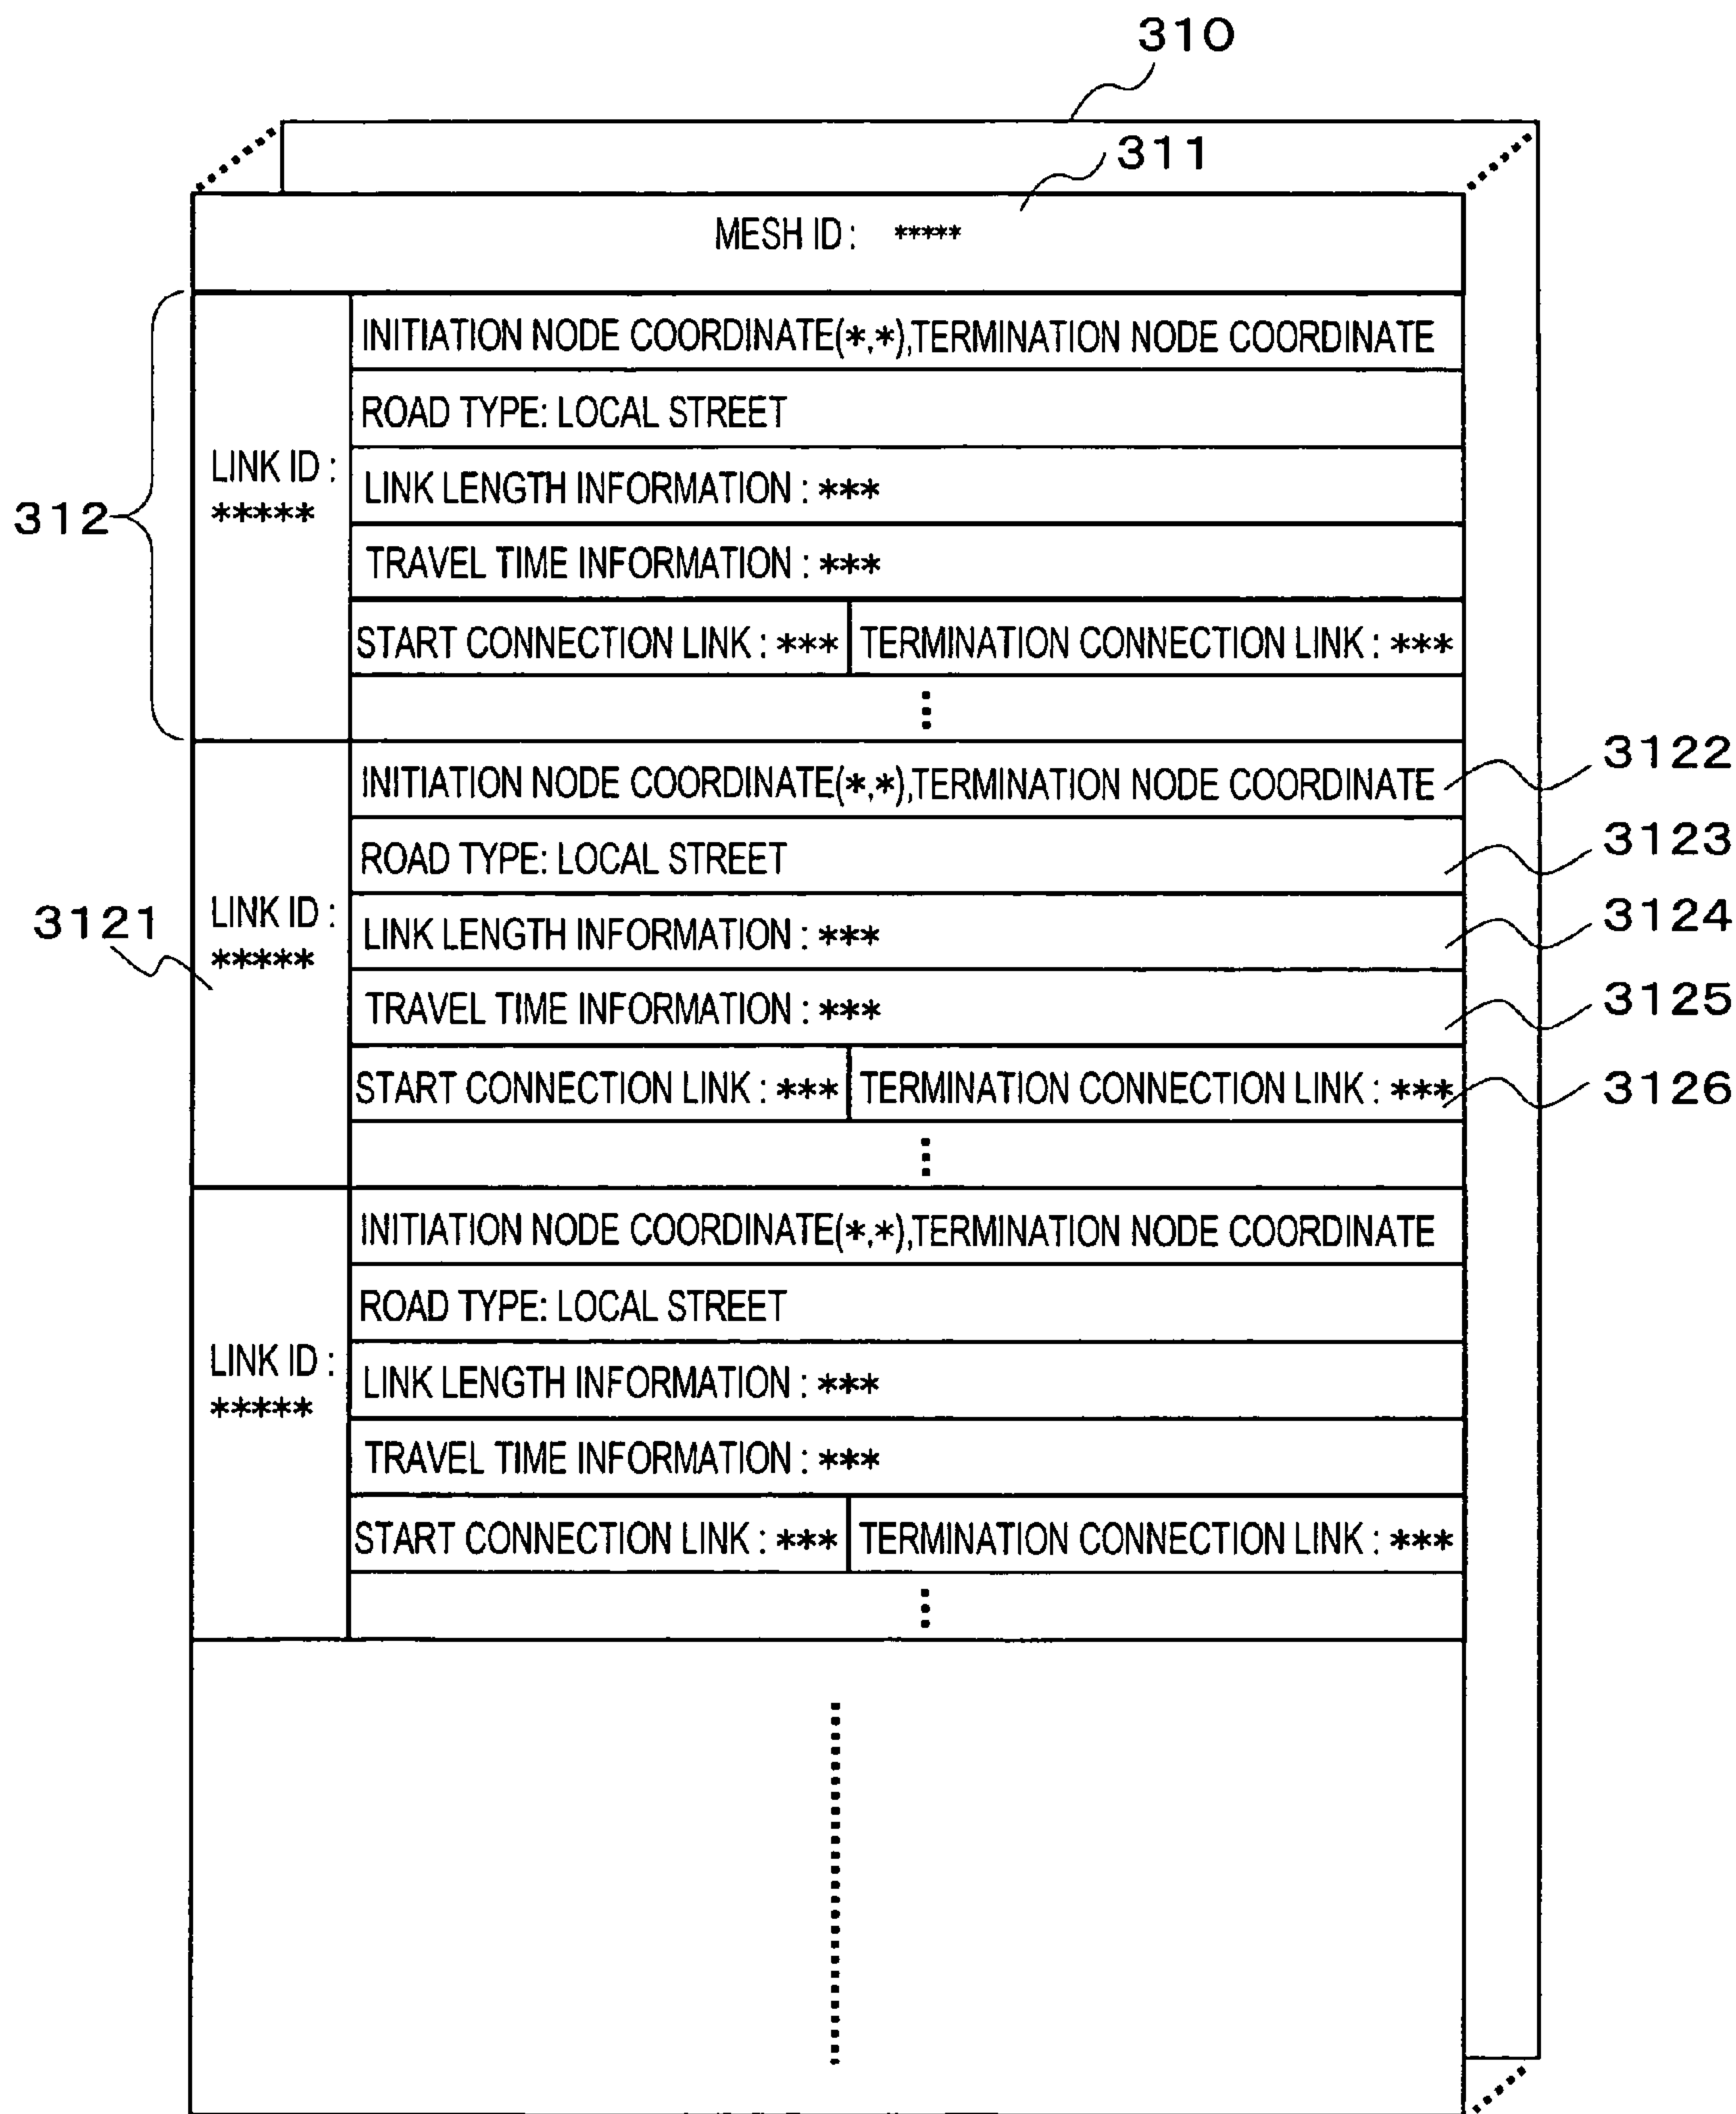 310
311
MESH ID : *****
312
LINK ID :
*****
INITIATION NODE COORDINATE(*,*),TERMINATION NODE COORDINATE
ROAD TYPE: LOCAL STREET
LINK LENGTH INFORMATION : ***
TRAVEL TIME INFORMATION : ***
START CONNECTION LINK : *** TERMINATION CONNECTION LINK : ***
3121
LINK ID :
*****
INITIATION NODE COORDINATE(*,*),TERMINATION NODE COORDINATE 3122
ROAD TYPE: LOCAL STREET 3123
LINK LENGTH INFORMATION : *** 3124
TRAVEL TIME INFORMATION : *** 3125
START CONNECTION LINK : *** TERMINATION CONNECTION LINK : *** 3126
LINK ID :
*****
INITIATION NODE COORDINATE(*,*),TERMINATION NODE COORDINATE
ROAD TYPE: LOCAL STREET
LINK LENGTH INFORMATION : ***
TRAVEL TIME INFORMATION : ***
START CONNECTION LINK : *** TERMINATION CONNECTION LINK : ***